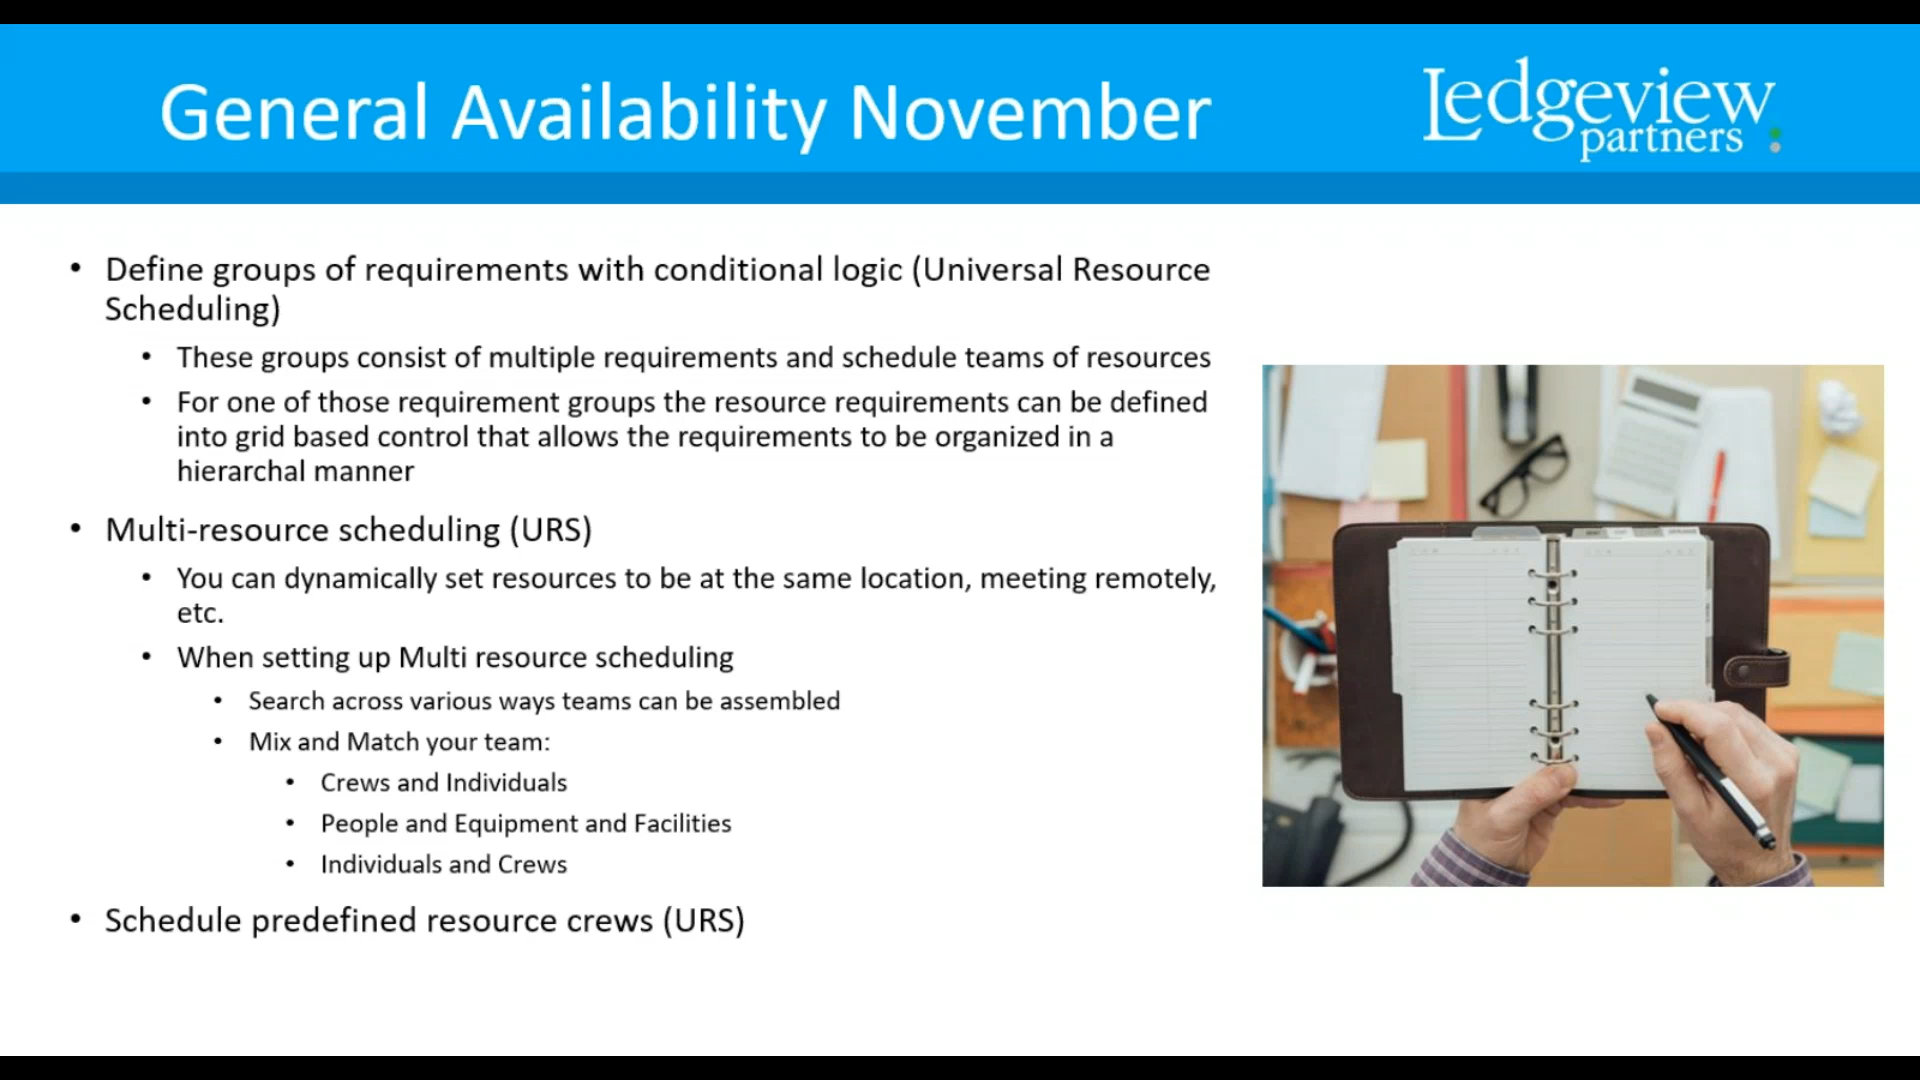 General Availability November
Ledgeview
partners
• Define groups of requirements with conditional logic (Universal Resource
Scheduling)
• These groups consist of multiple requirements and schedule teams of resources
• For one of those requirement groups the resource requirements can be defined
into grid based control that allows the requirements to be organized in a
hierarchal manner
• Multi-resource scheduling (URS)
• You can dynamically set resources to be at the same location, meeting remotely,
etc.
• When setting up Multi resource scheduling
• Search across various ways teams can be assembled
• Mix and Match your team:
• Crews and Individuals
• People and Equipment and Facilities
• Individuals and Crews
• Schedule predefined resource crews (URS)